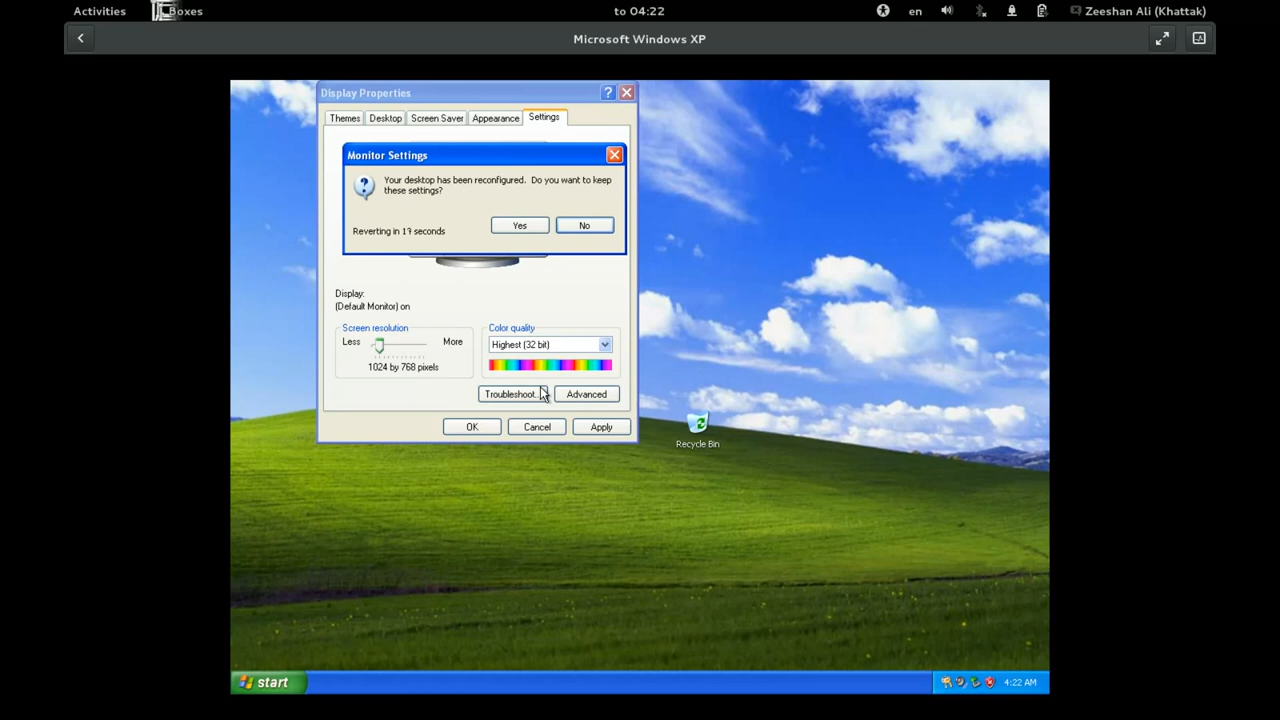 Activities
Boxes
to 04:22
en
Zeeshan Ali (Khattak)
Microsoft Windows XP
Display Properties
Themes
Desktop
Screen Saver
Appearance
Settings
Monitor Settings
Your desktop has been reconfigured. Do you want to keep
these settings?
Reverting in seconds
Yes
No
Display:
(Default Monitor) on
Screen resolution
Less
More
1024 by 768 pixels
Color quality
Highest (32 bit)
Troubleshoot...
Advanced
OK
Cancel
Apply
Recycle Bin
start
4:22 AM